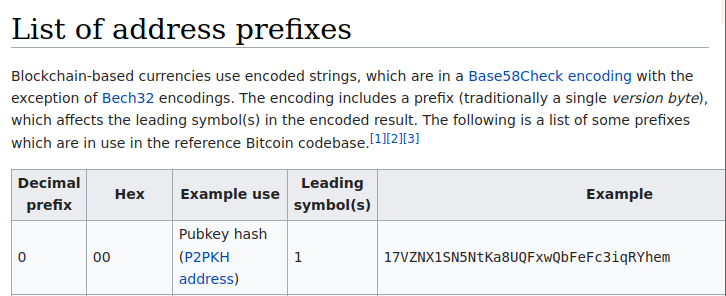 List of address prefixes
Blockchain-based currencies use encoded strings, which are in a Base58Check encoding with the
exception of Bech32 encodings. The encoding includes a prefix (traditionally a single version byte),
which affects the leading symbol(s) in the encoded result. The following is a list of some prefixes
which are in use in the reference Bitcoin codebase.[1][2][3]
Decimal prefix Hex Example use Leading symbol(s) Example
0 00 Pubkey hash (P2PKH address) 1 17VZNX1SN5NtKa8UQFxwQbFeFc3iqRYhem